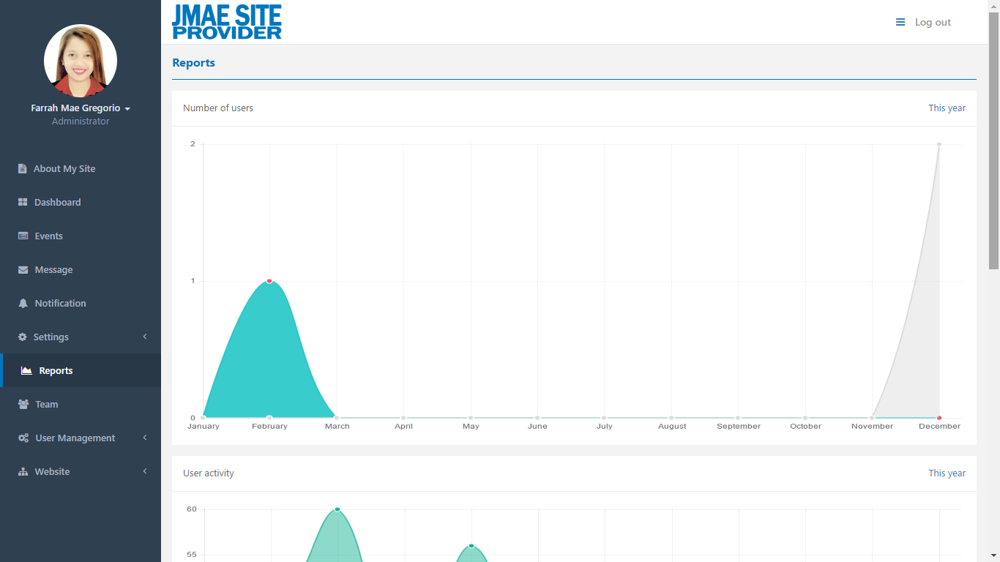 JMAE SITE
PROVIDER
Log out
Farrah Mae Gregorio
Administrator
About My Site
Dashboard
Events
Message
Notification
Settings
Reports
Team
User Management
Website
Reports
Number of users
This year
2
1
0
January February March April May June July August September October November December
User activity
This year
60
55